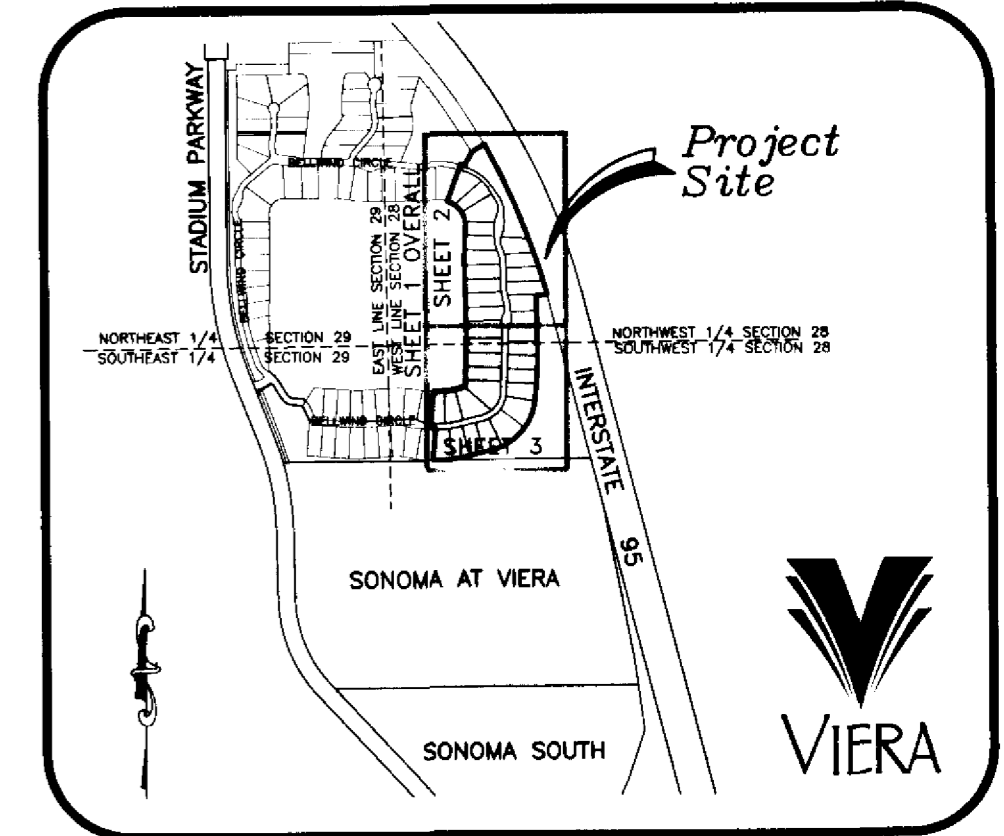 STADIUM PARKWAY
BELLWIND CIRCLE
Project
Site
BELLWIND CIRCLE
EAST LINE SECTION 29
WEST LINE SECTION 28
SHEET 1 OVERALL
SHEET 2
NORTHEAST 1/4 SECTION 29
SOUTHEAST 1/4 SECTION 29
NORTHWEST 1/4 SECTION 28
SOUTHWEST 1/4 SECTION 28
BELLWIND CIRCLE
SHEET 3
INTERSTATE 95
SONOMA AT VIERA
SONOMA SOUTH
VIERA